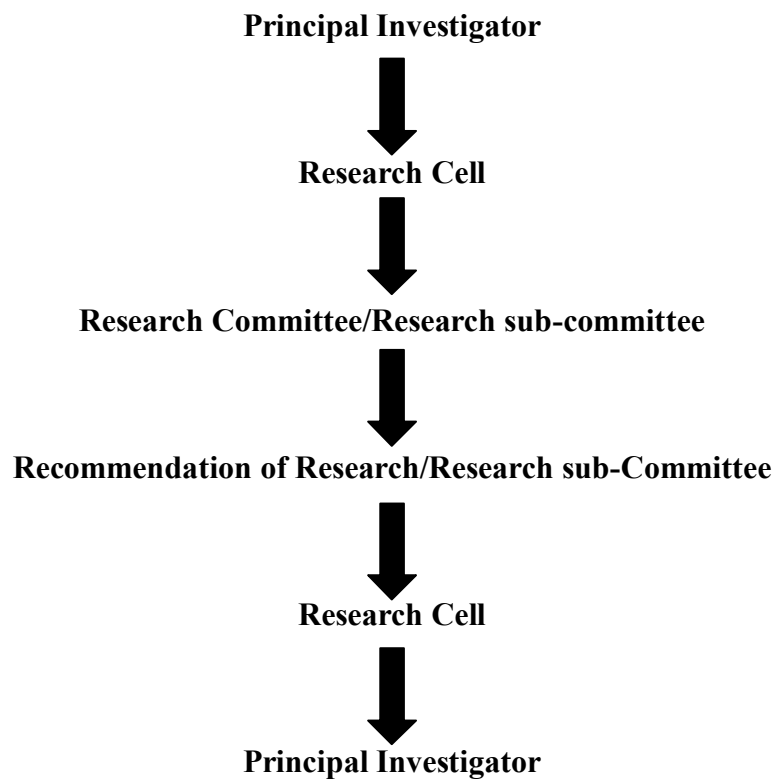 Principal Investigator
Research Cell
Research Committee/Research sub-committee
Recommendation of Research/Research sub-Committee
Research Cell
Principal Investigator